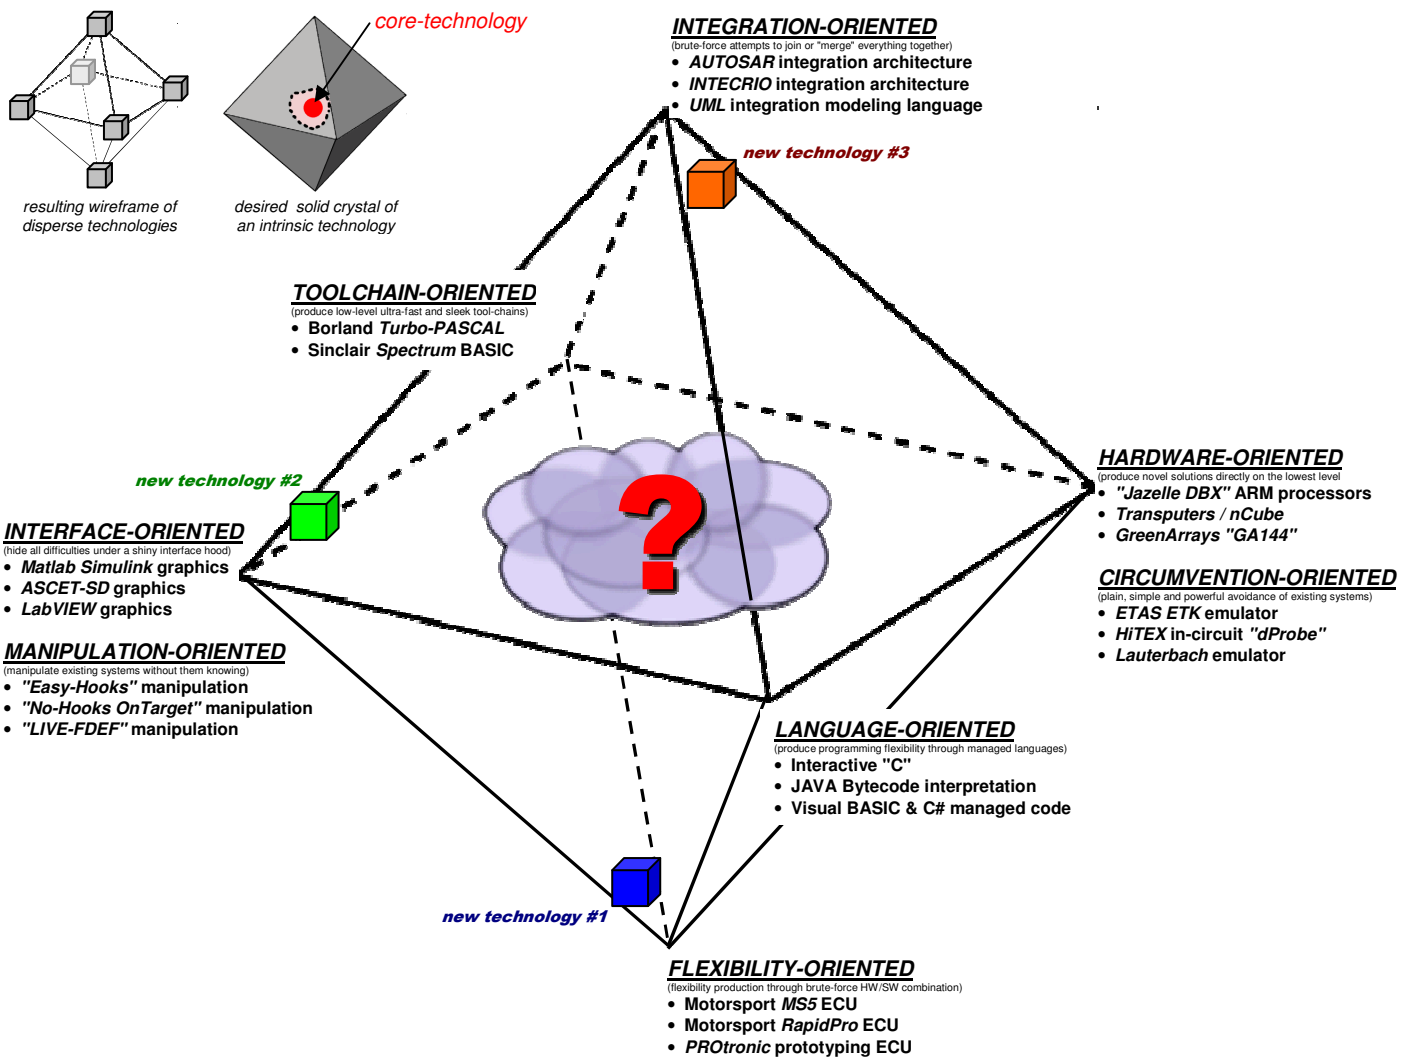 core-technology
resulting wireframe of
disperse technologies
desired solid crystal of
an intrinsic technology
INTEGRATION-ORIENTED
(brute-force attempts to join or "merge" everything together)
• AUTOSAR integration architecture
• INTECRIO integration architecture
• UML integration modeling language
new technology #3
TOOLCHAIN-ORIENTED
(produce low-level ultra-fast and sleek tool-chains)
• Borland Turbo-PASCAL
• Sinclair Spectrum BASIC
new technology #2
INTERFACE-ORIENTED
(hide all difficulties under a shiny interface hood)
• Matlab Simulink graphics
• ASCET-SD graphics
• LabVIEW graphics
MANIPULATION-ORIENTED
(manipulate existing systems without them knowing)
• "Easy-Hooks" manipulation
• "No-Hooks OnTarget" manipulation
• "LIVE-FDEF" manipulation
?
HARDWARE-ORIENTED
(produce novel solutions directly on the lowest level
• "Jazelle DBX" ARM processors
• Transputers / nCube
• GreenArrays "GA144"
CIRCUMVENTION-ORIENTED
(plain, simple and powerful avoidance of existing systems)
• ETAS ETK emulator
• HiTEX in-circuit "dProbe"
• Lauterbach emulator
LANGUAGE-ORIENTED
(produce programming flexibility through managed languages)
• Interactive "C"
• JAVA Bytecode interpretation
• Visual BASIC & C# managed code
new technology #1
FLEXIBILITY-ORIENTED
(flexibility production through brute-force HW/SW combination)
• Motorsport MS5 ECU
• Motorsport RapidPro ECU
• PROtronic prototyping ECU